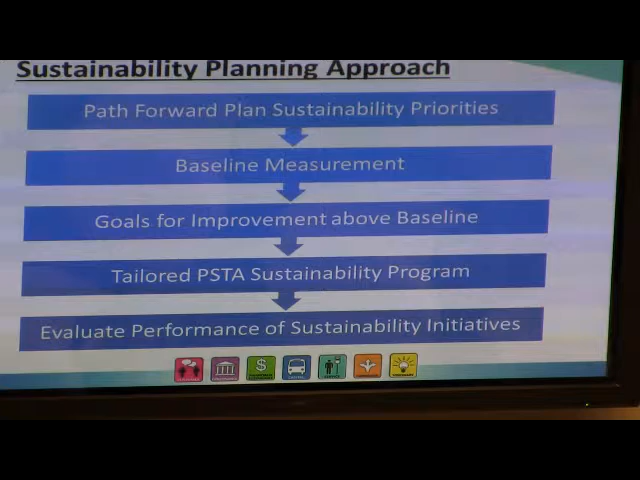 Sustainability Planning Approach
Path Forward Plan Sustainability Priorities
Baseline Measurement
Goals for Improvement above Baseline
Tailored PSTA Sustainability Program
Evaluate Performance of Sustainability Initiatives